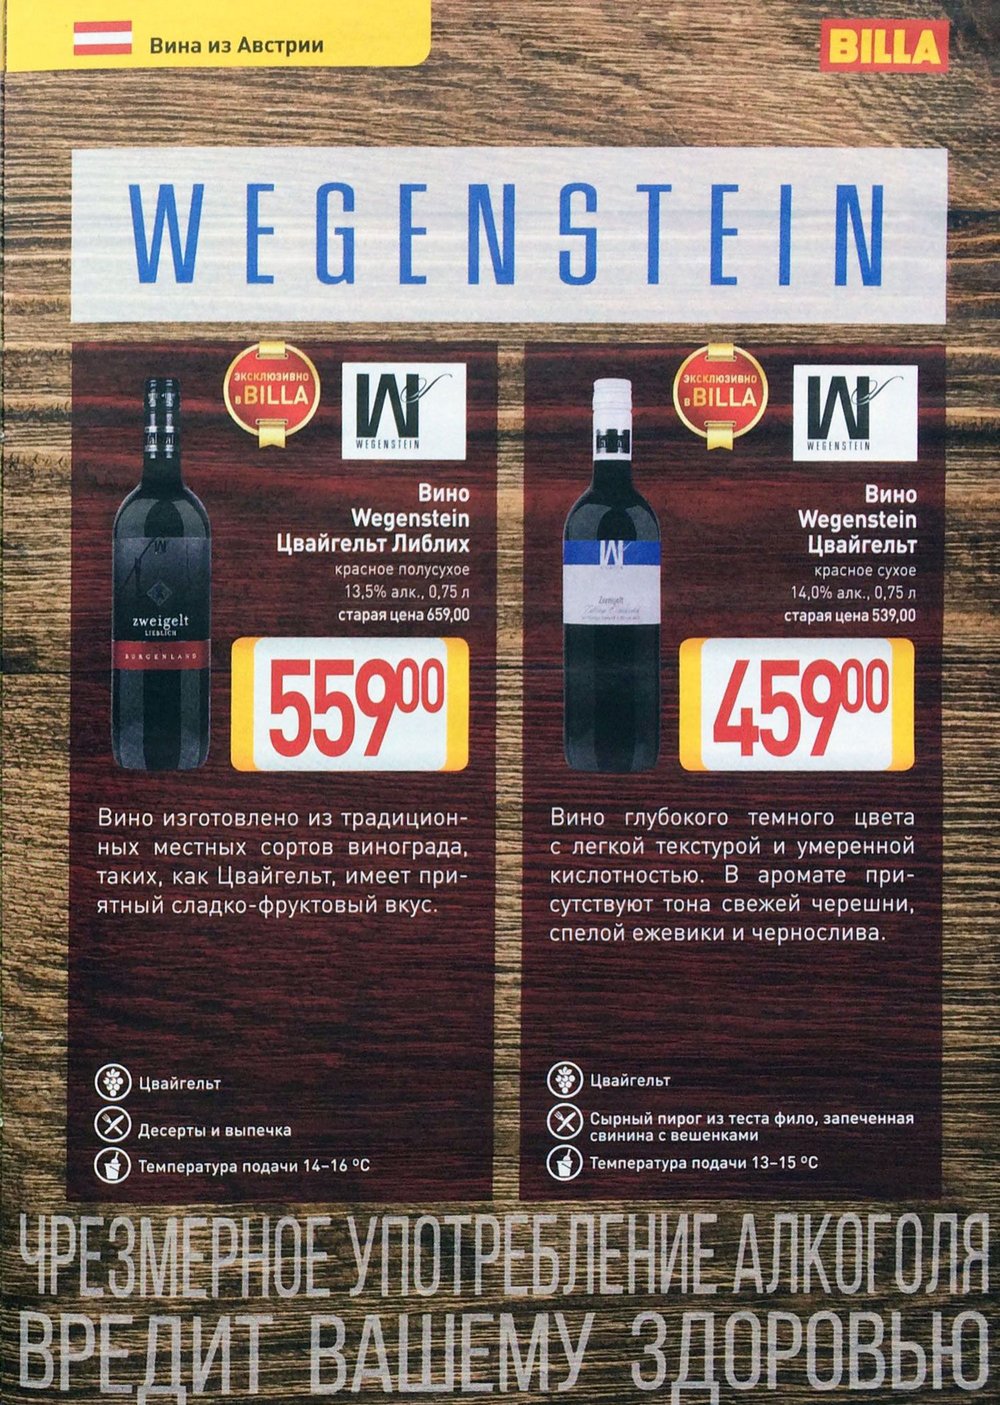 Вина из Австрии
BILLA
WEGENSTEIN
ЭКСКЛЮЗИВНО
в BILLA
W
WEGENSTEIN
Вино
Wegenstein
Цвайгельт Либлих
красное полусухое
13,5% алк., 0,75 л
старая цена 659,00
559 00
zweigelt
LIEBLICH
BURGENLAND
Вино изготовлено из традицион-
ных местных сортов винограда,
таких, как Цвайгельт, имеет при-
ятный сладко-фруктовый вкус.
Цвайгельт
Десерты и выпечка
Температура подачи 14–16 ºС
ЭКСКЛЮЗИВНО
в BILLA
W
WEGENSTEIN
Вино
Wegenstein
Цвайгельт
красное сухое
14,0% алк., 0,75 л
старая цена 539,00
459 00
W
Zweigelt
Вино глубокого темного цвета
с легкой текстурой и умеренной
кислотностью. В аромате при-
сутствуют тона свежей черешни,
спелой ежевики и чернослива.
Цвайгельт
Сырный пирог из теста фило, запеченная
свинина с вешенками
Температура подачи 13–15 ºС
ЧРЕЗМЕРНОЕ УПОТРЕБЛЕНИЕ АЛКОГОЛЯ
ВРЕДИТ ВАШЕМУ ЗДОРОВЬЮ